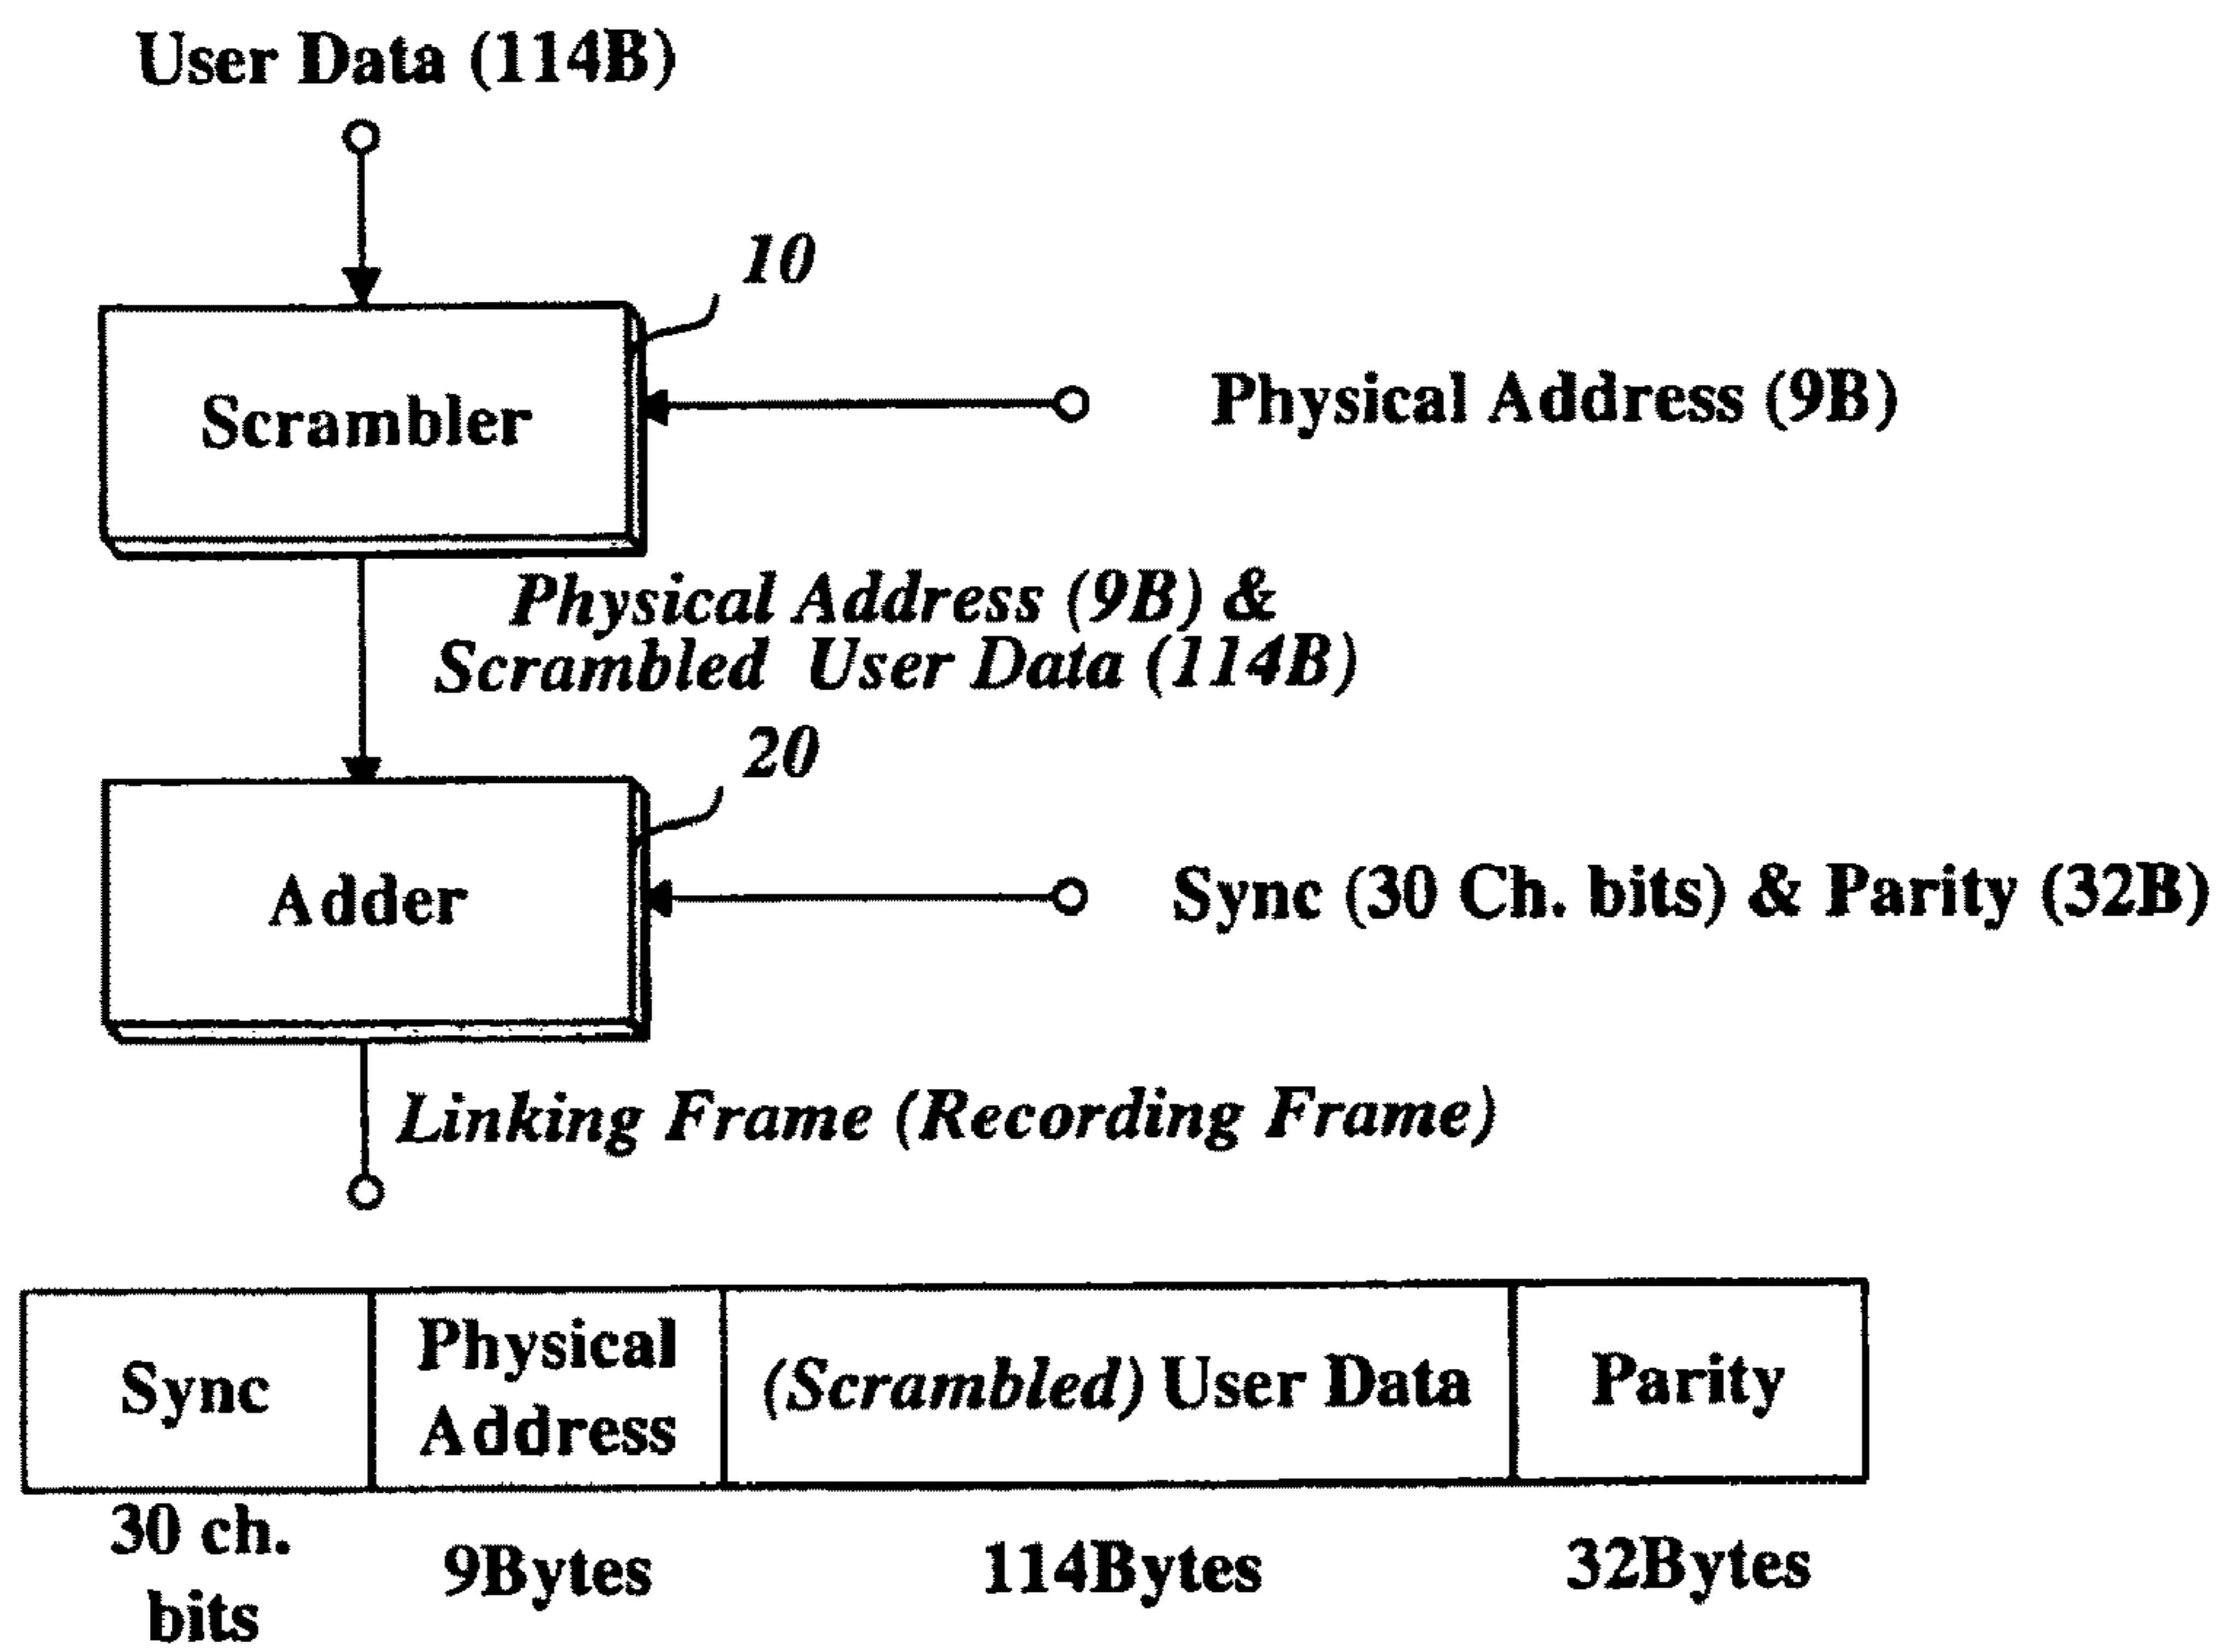 User Data (114B)
10
Scrambler
Physical Address (9B)
Physical Address (9B) &
Scrambled User Data (114B)
20
Adder
Sync (30 Ch. bits) & Parity (32B)
Linking Frame (Recording Frame)
Sync
Physical
Address
(Scrambled) User Data
Parity
30 ch.
bits
9Bytes
114Bytes
32Bytes